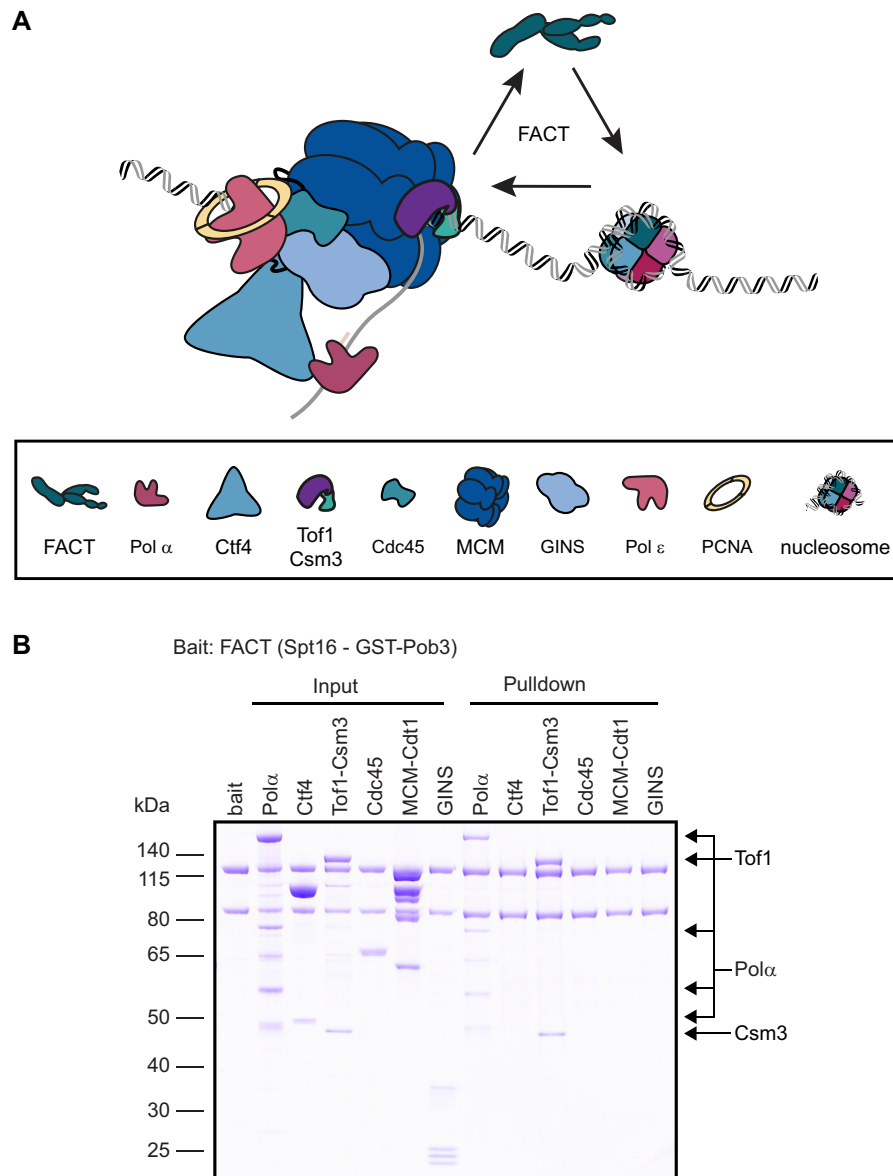 A
FACT
FACT
Pol α
Ctf4
Tof1
Csm3
Cdc45
MCM
GINS
Pol ε
PCNA
nucleosome
B
Bait: FACT (Spt16 - GST-Pob3)
Input
Pulldown
kDa
bait
Polα
Ctf4
Tof1-Csm3
Cdc45
MCM-Cdt1
GINS
Polα
Ctf4
Tof1-Csm3
Cdc45
MCM-Cdt1
GINS
140
115
80
65
50
40
30
25
Tof1
Polα
Csm3